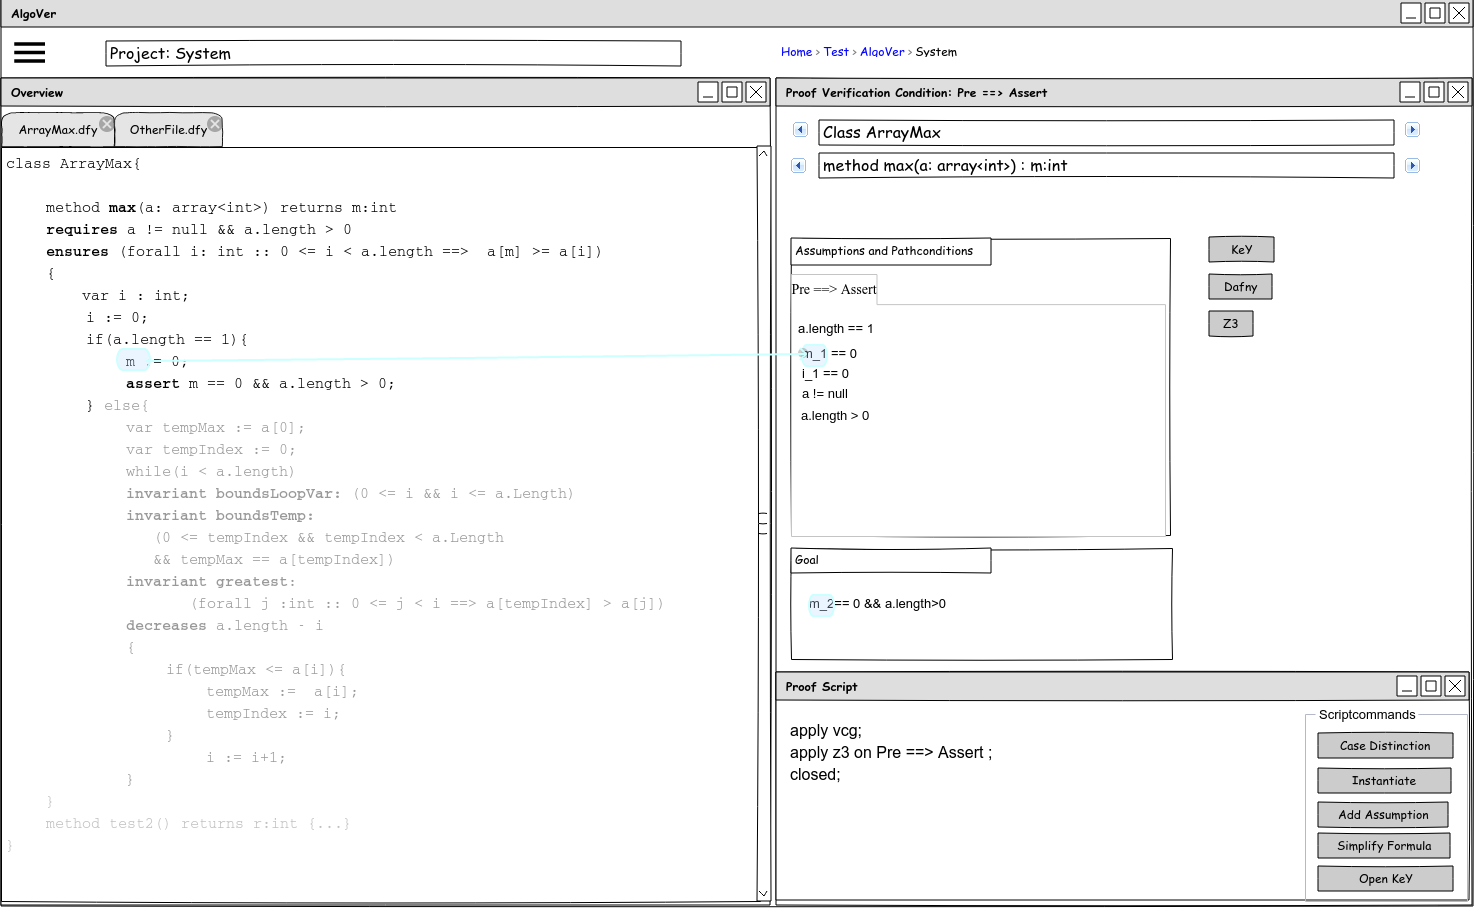 AlgoVer
Project: System
Home > Test > AlgoVer > System
Overview
ArrayMax.dfy
OtherFile.dfy
class ArrayMax{
method max(a: array<int>) returns m:int
requires a != null && a.length > 0
ensures (forall i: int :: 0 <= i < a.length ==> a[m] >= a[i])
{
var i : int;
i := 0;
if(a.length == 1){
m := 0;
assert m == 0 && a.length > 0;
} else{
var tempMax := a[0];
var tempIndex := 0;
while(i < a.length)
invariant boundsLoopVar: (0 <= i && i <= a.Length)
invariant boundsTemp:
(0 <= tempIndex && tempIndex < a.Length
&& tempMax == a[tempIndex])
invariant greatest:
(forall j :int :: 0 <= j < i ==> a[tempIndex] > a[j])
decreases a.length - i
{
if(tempMax <= a[i]){
tempMax := a[i];
tempIndex := i;
}
i := i+1;
}
}
method test2() returns r:int {...}
}
Proof Verification Condition: Pre ==> Assert
Class ArrayMax
method max(a: array<int>) : m:int
Assumptions and Pathconditions
Pre ==> Assert
a.length == 1
m_1 == 0
i_1 == 0
a != null
a.length > 0
KeY
Dafny
Z3
Goal
m_2== 0 && a.length>0
Proof Script
apply vcg;
apply z3 on Pre ==> Assert ;
closed;
Scriptcommands
Case Distinction
Instantiate
Add Assumption
Simplify Formula
Open KeY